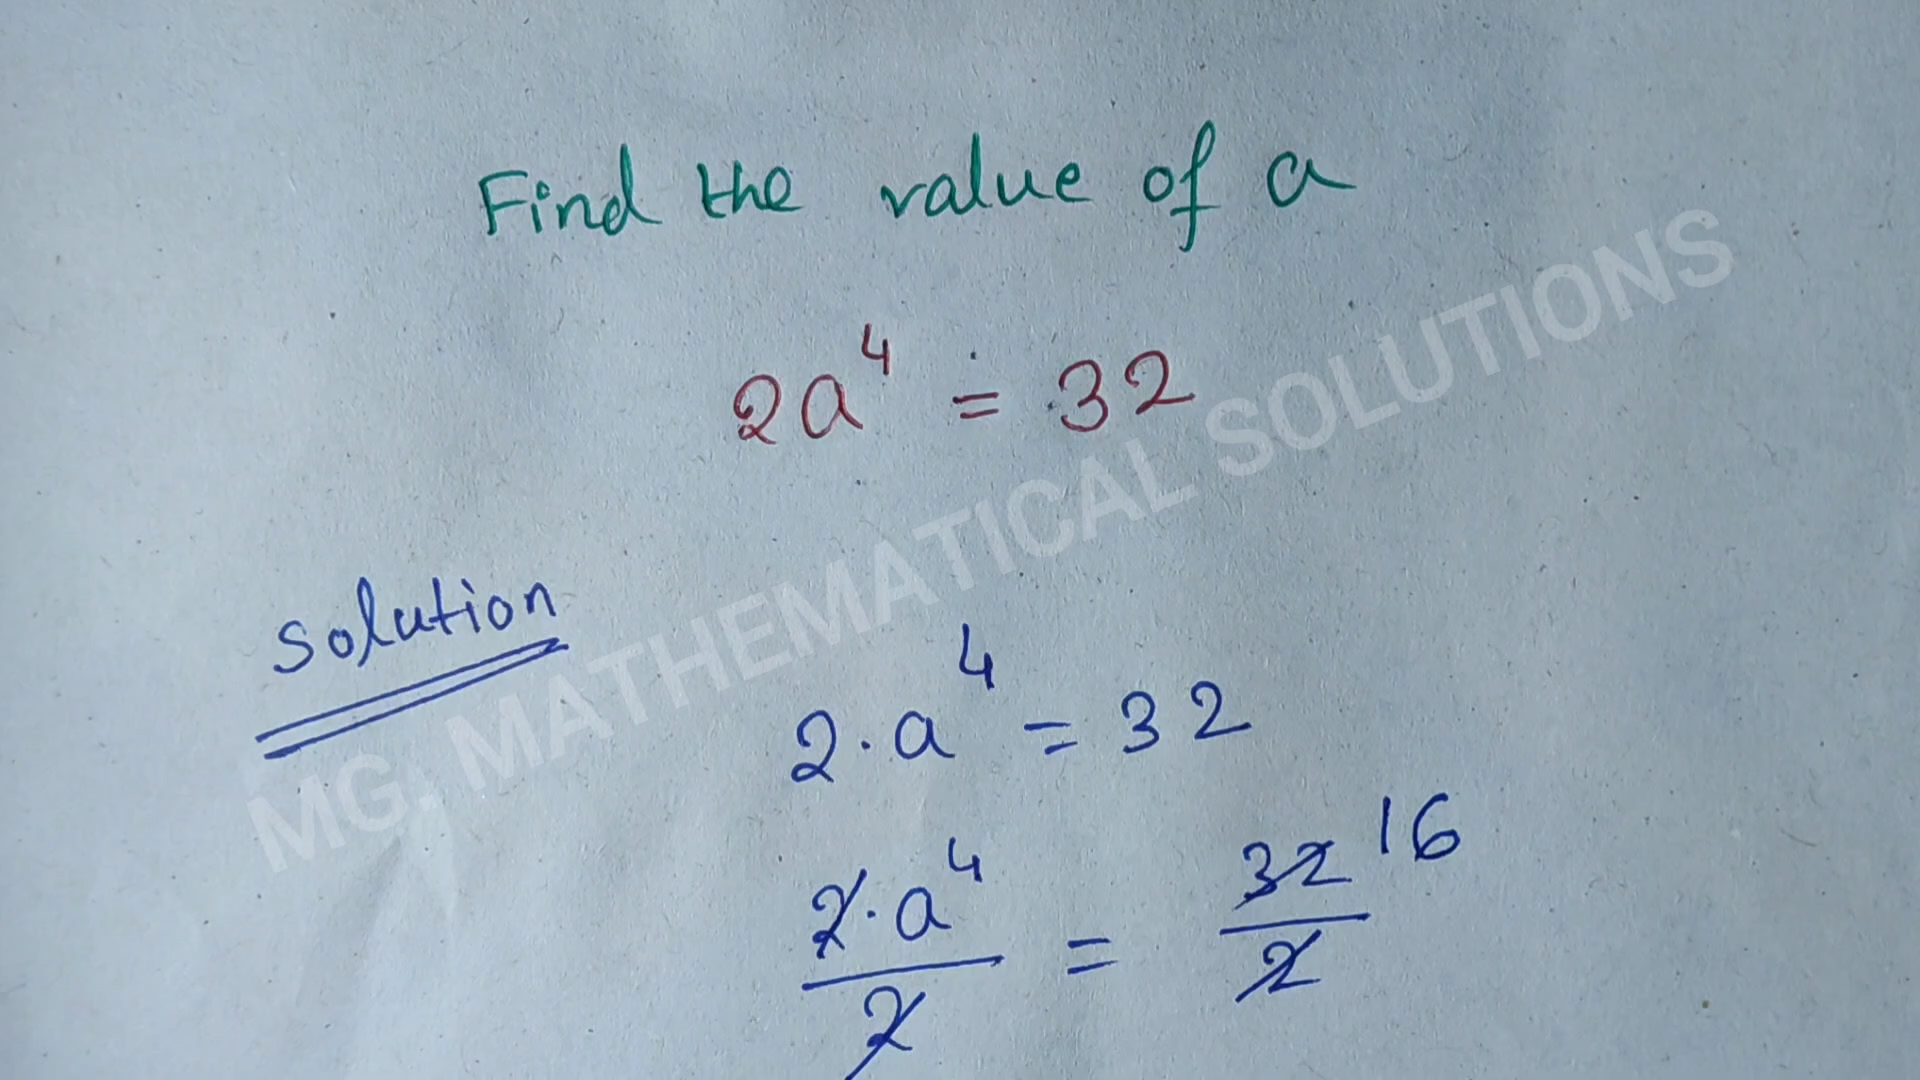 Find the value of a
2a⁴ = 32
Solution
2·a⁴ = 32
2·a⁴/2 = 32/2 16
MG. MATHEMATICAL SOLUTIONS